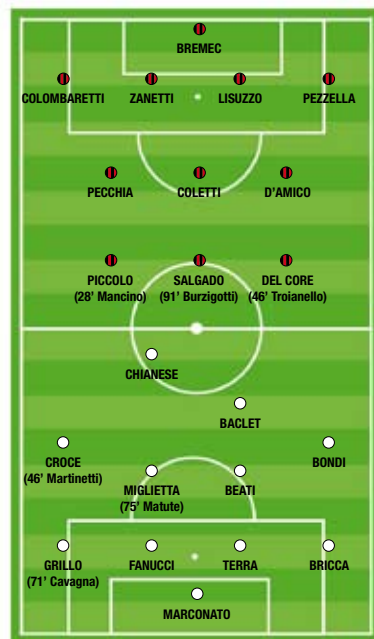 BREMEC
COLOMBARETTI ZANETTI LISUZZO PEZZELLA
PECCHIA COLETTI D'AMICO
PICCOLO SALGADO DEL CORE
(28' Mancino) (91' Burzigotti) (46' Troianello)
CHIANESE
BACLET
CROCE BONDI
(46' Martinetti)
MIGLIETTA BEATI
(75' Matute)
GRILLO FANUCCI TERRA BRICCA
(71' Cavagna)
MARCONATO